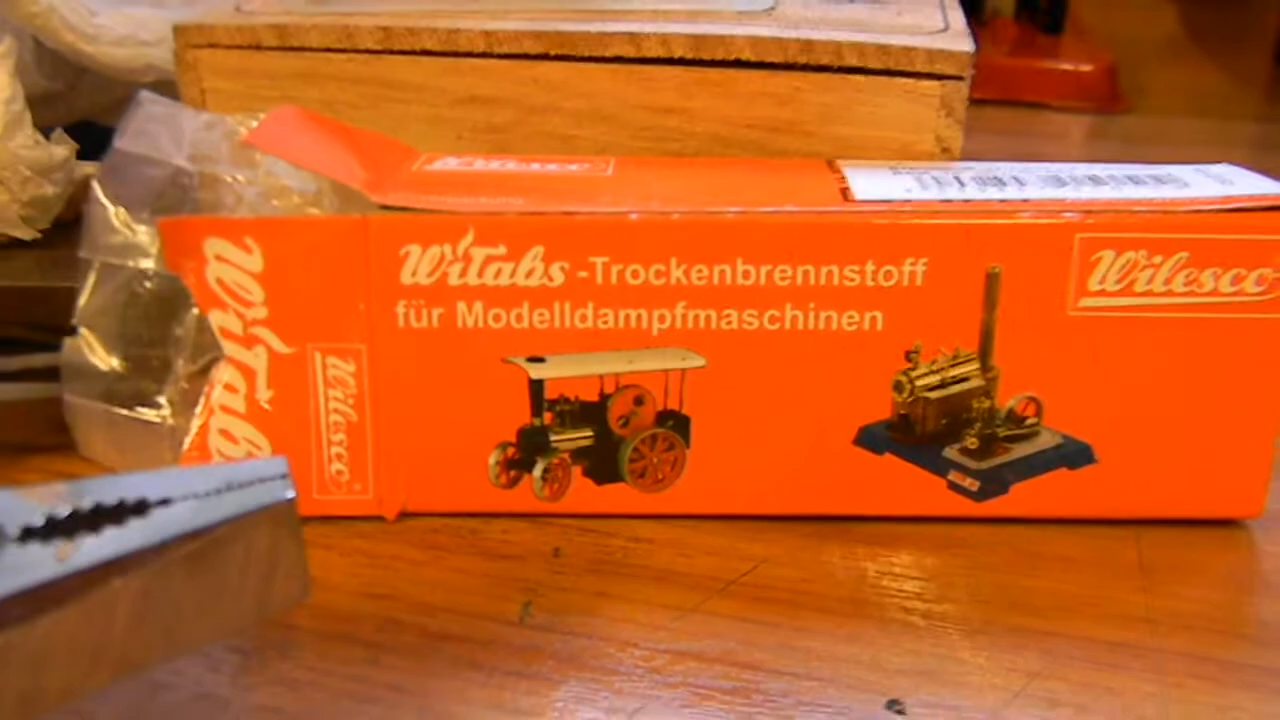 Wilesco
WiTabs -Trockenbrennstoff
für Modelldampfmaschinen
Wilesco
WiTabs
Wilesco